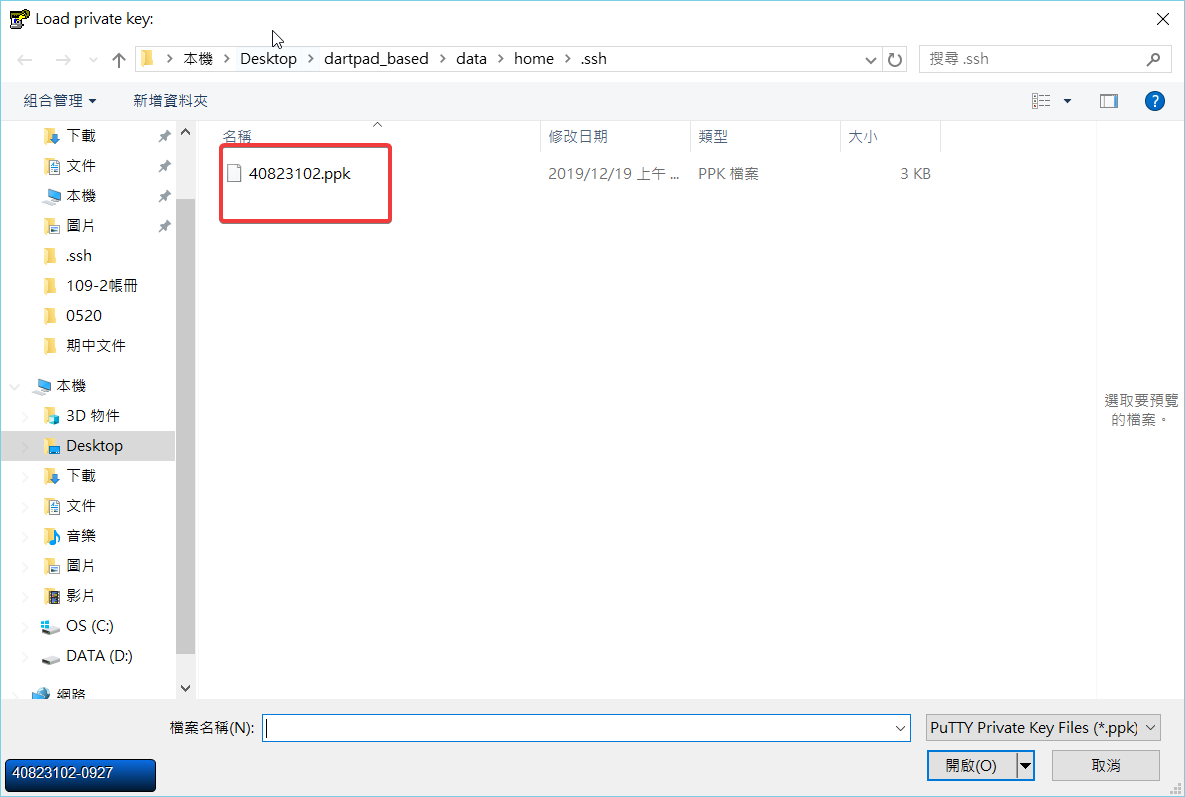 Load private key:
本機 Desktop dartpad_based data home .ssh
搜尋 .ssh
組合管理 新增資料夾
名稱 修改日期 類型 大小
40823102.ppk 2019/12/19 上午 ... PPK 檔案 3 KB
下載
文件
本機
圖片
.ssh
109-2帳冊
0520
期中文件
本機
3D 物件
Desktop
下載
文件
音樂
圖片
影片
OS (C:)
DATA (D:)
網路
選取要預覽
的檔案。
檔案名稱(N):
PuTTY Private Key Files (*.ppk)
開啟(O) 取消
40823102-0927